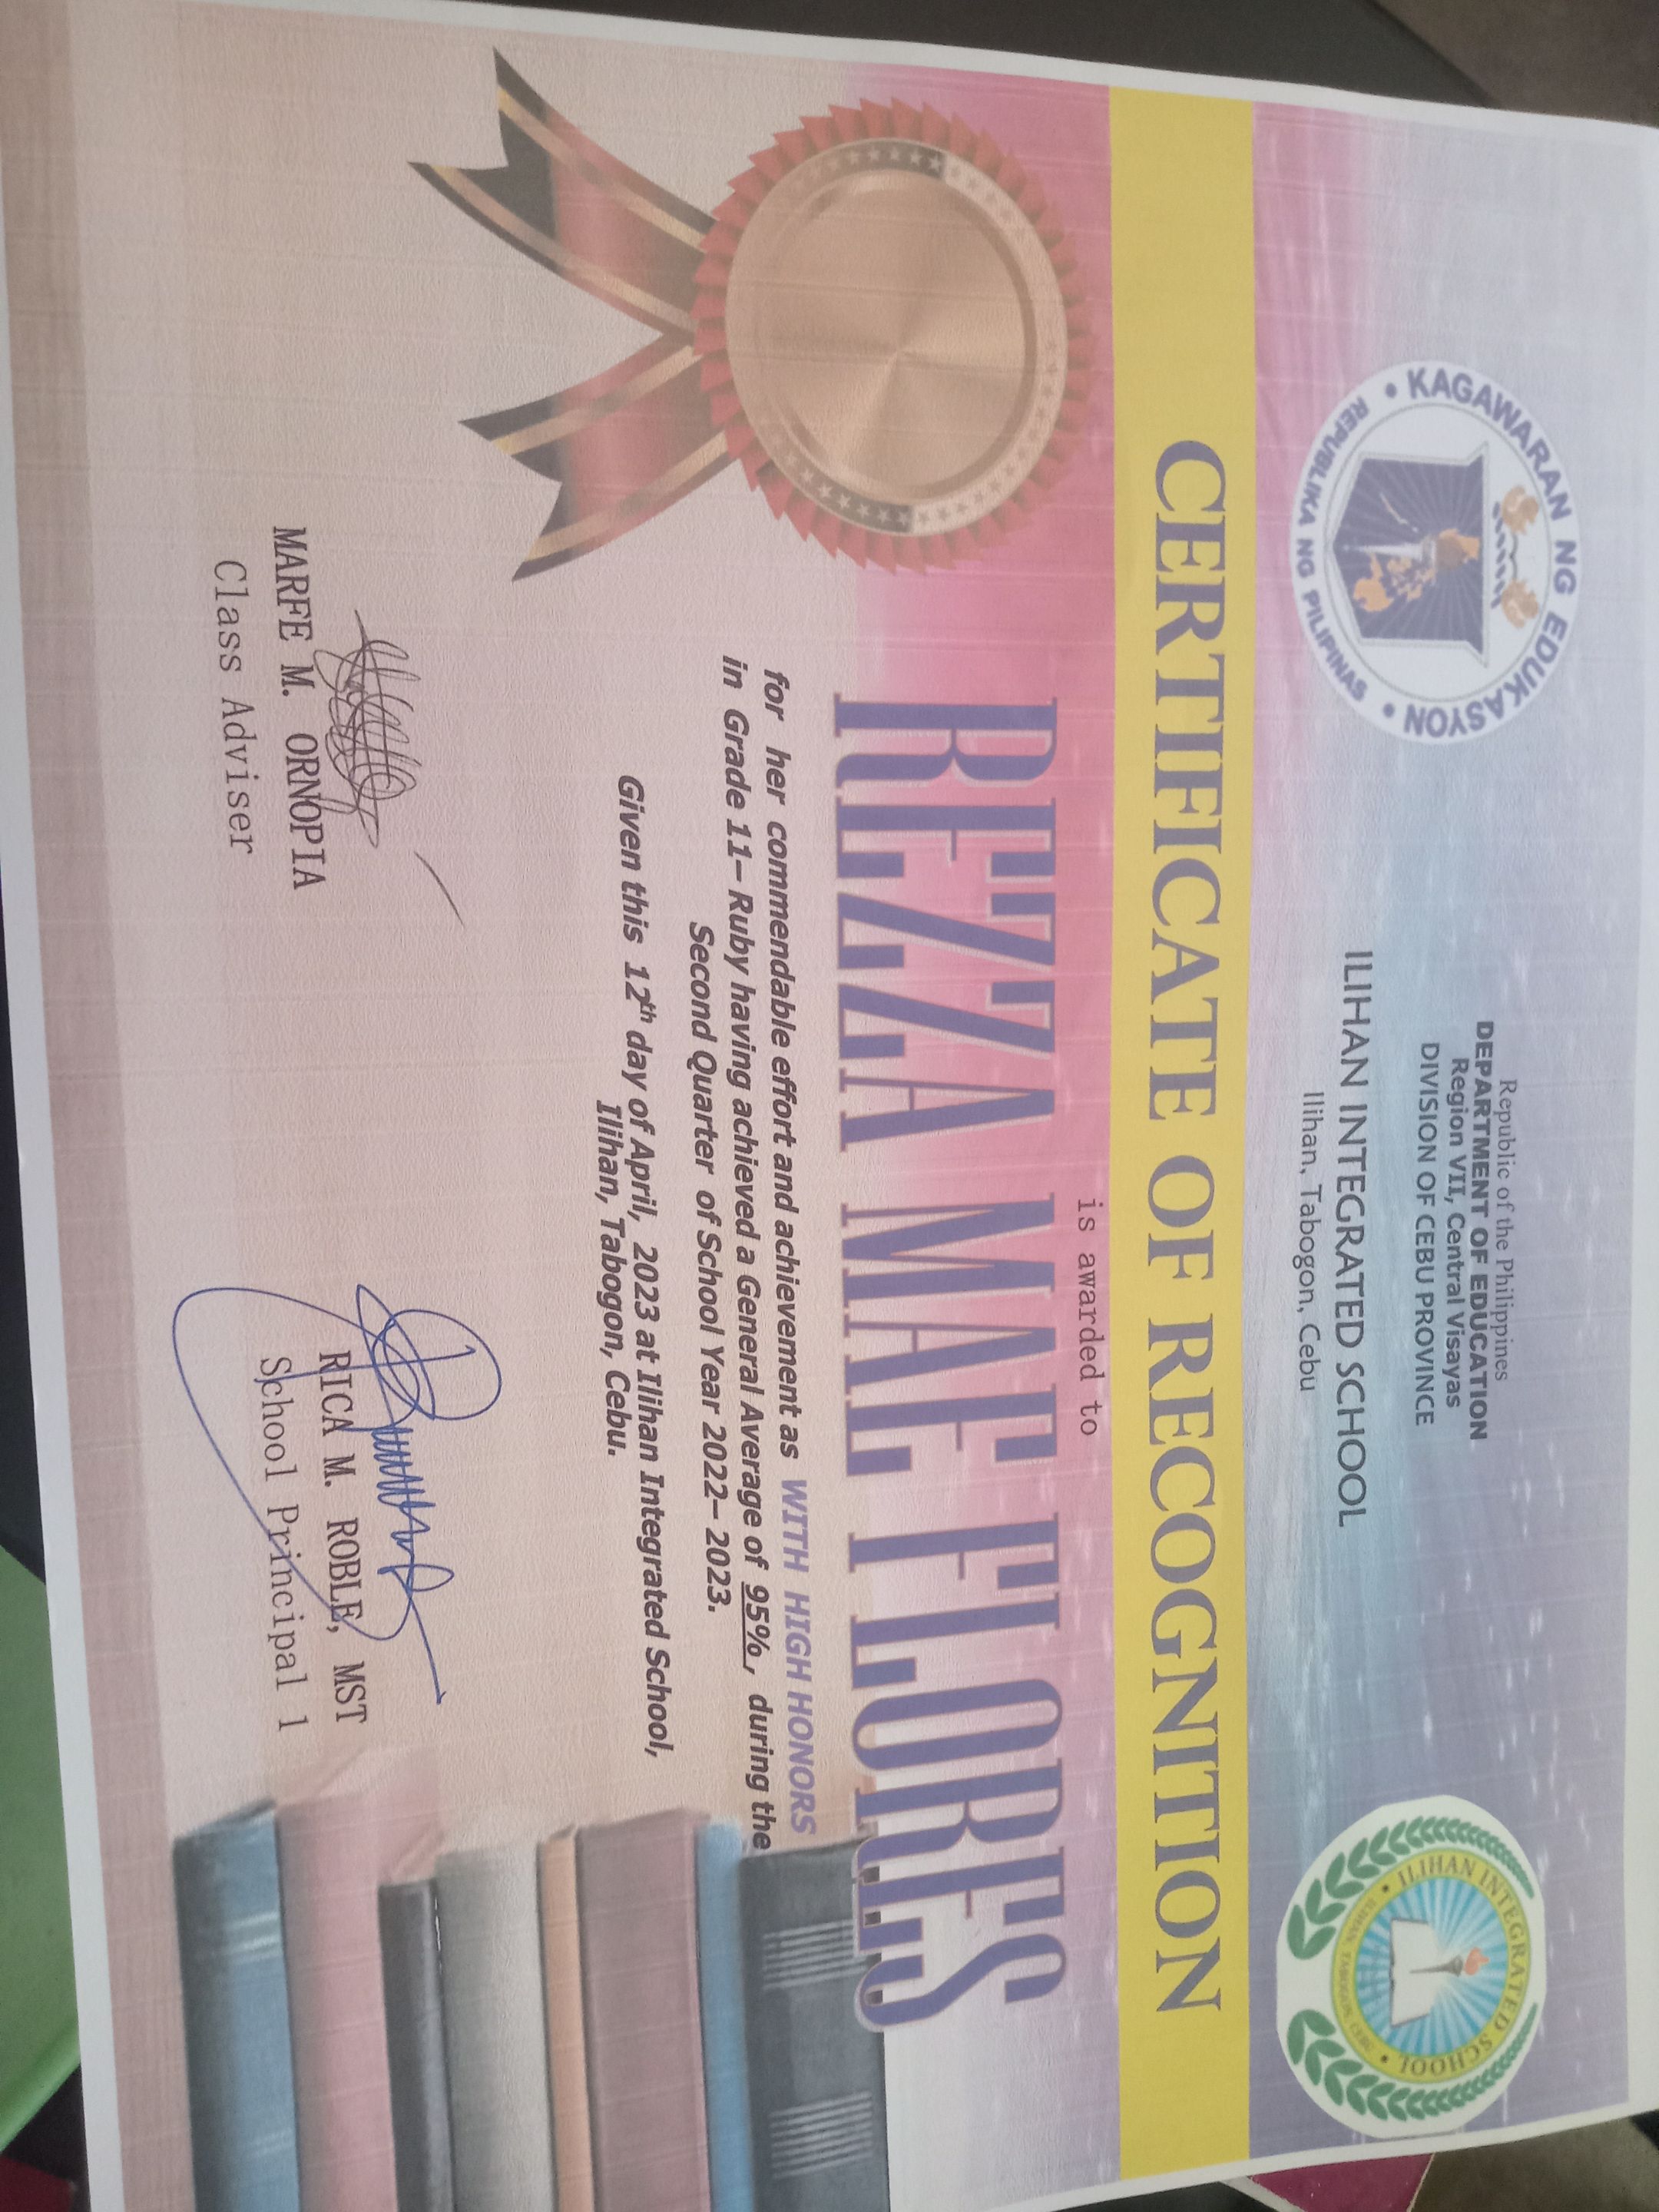 Republic of the Philippines
DEPARTMENT OF EDUCATION
Region VII, Central Visayas
DIVISION OF CEBU PROVINCE
ILIHAN INTEGRATED SCHOOL
Ilihan, Tabogon, Cebu
• KAGAWARAN NG EDUKASYON •
REPUBLIKA NG PILIPINAS
• ILIHAN INTEGRATED SCHOOL •
ILIHAN, TABOGON, CEBU
CERTIFICATE OF RECOGNITION
is awarded to
REZZA MAE FLORES
for her commendable effort and achievement as WITH HIGH HONORS
in Grade 11– Ruby having achieved a General Average of 95%, during the
Second Quarter of School Year 2022– 2023.
Given this 12th day of April, 2023 at Ilihan Integrated School,
Ilihan, Tabogon, Cebu.
MARFE M. ORNOPIA
Class Adviser
RICA M. ROBLE, MST
School Principal 1